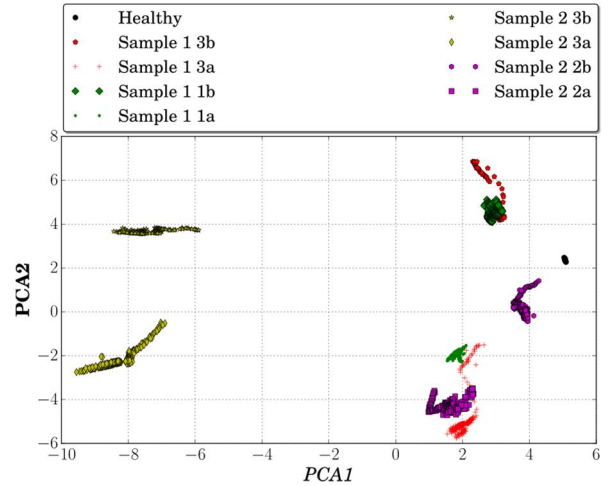 Healthy
Sample 1 3b
Sample 1 3a
Sample 1 1b
Sample 1 1a
Sample 2 3b
Sample 2 3a
Sample 2 2b
Sample 2 2a
8
6
4
2
0
−2
−4
−6
PCA2
−10 −8 −6 −4 −2 0 2 4 6
PCA1